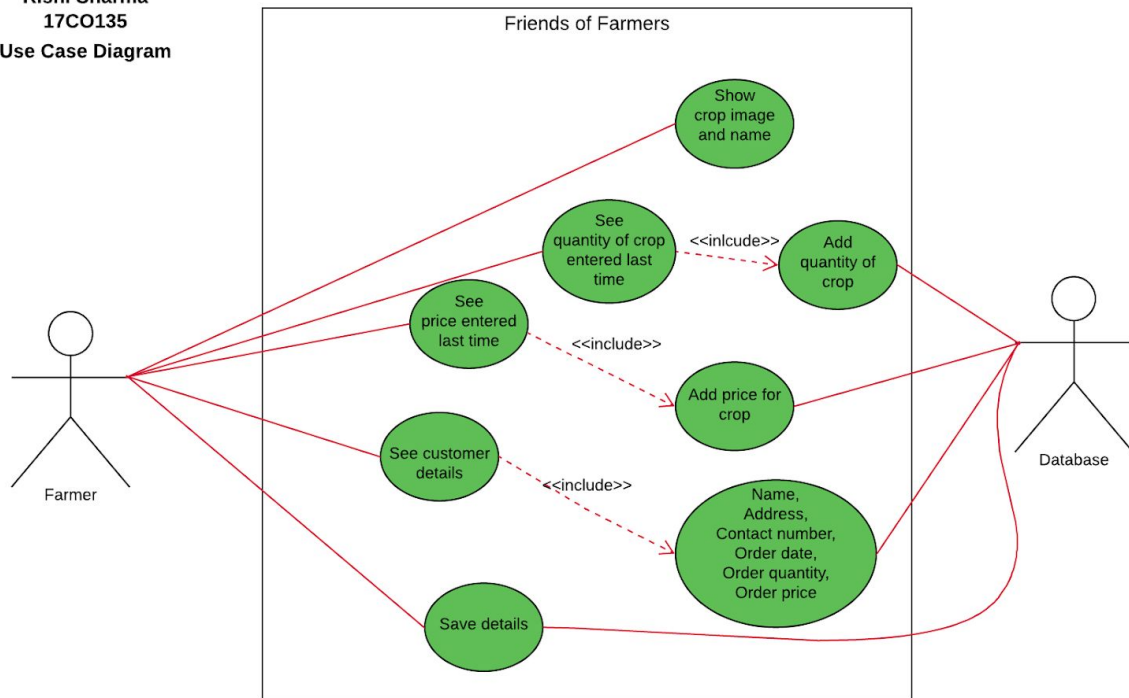 Rishi Sharma
17CO135
Use Case Diagram
Friends of Farmers
Show
crop image
and name
See
quantity of crop
entered last
time
<<inlcude>>
Add
quantity of
crop
See
price entered
last time
<<include>>
Add price for
crop
See customer
details
<<include>>
Name,
Address,
Contact number,
Order date,
Order quantity,
Order price
Save details
Farmer
Database